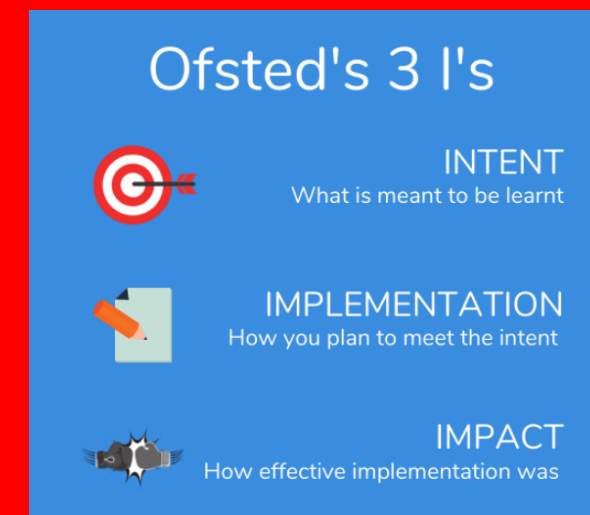 Ofsted's 3 I's
INTENT
What is meant to be learnt
IMPLEMENTATION
How you plan to meet the intent
IMPACT
How effective implementation was